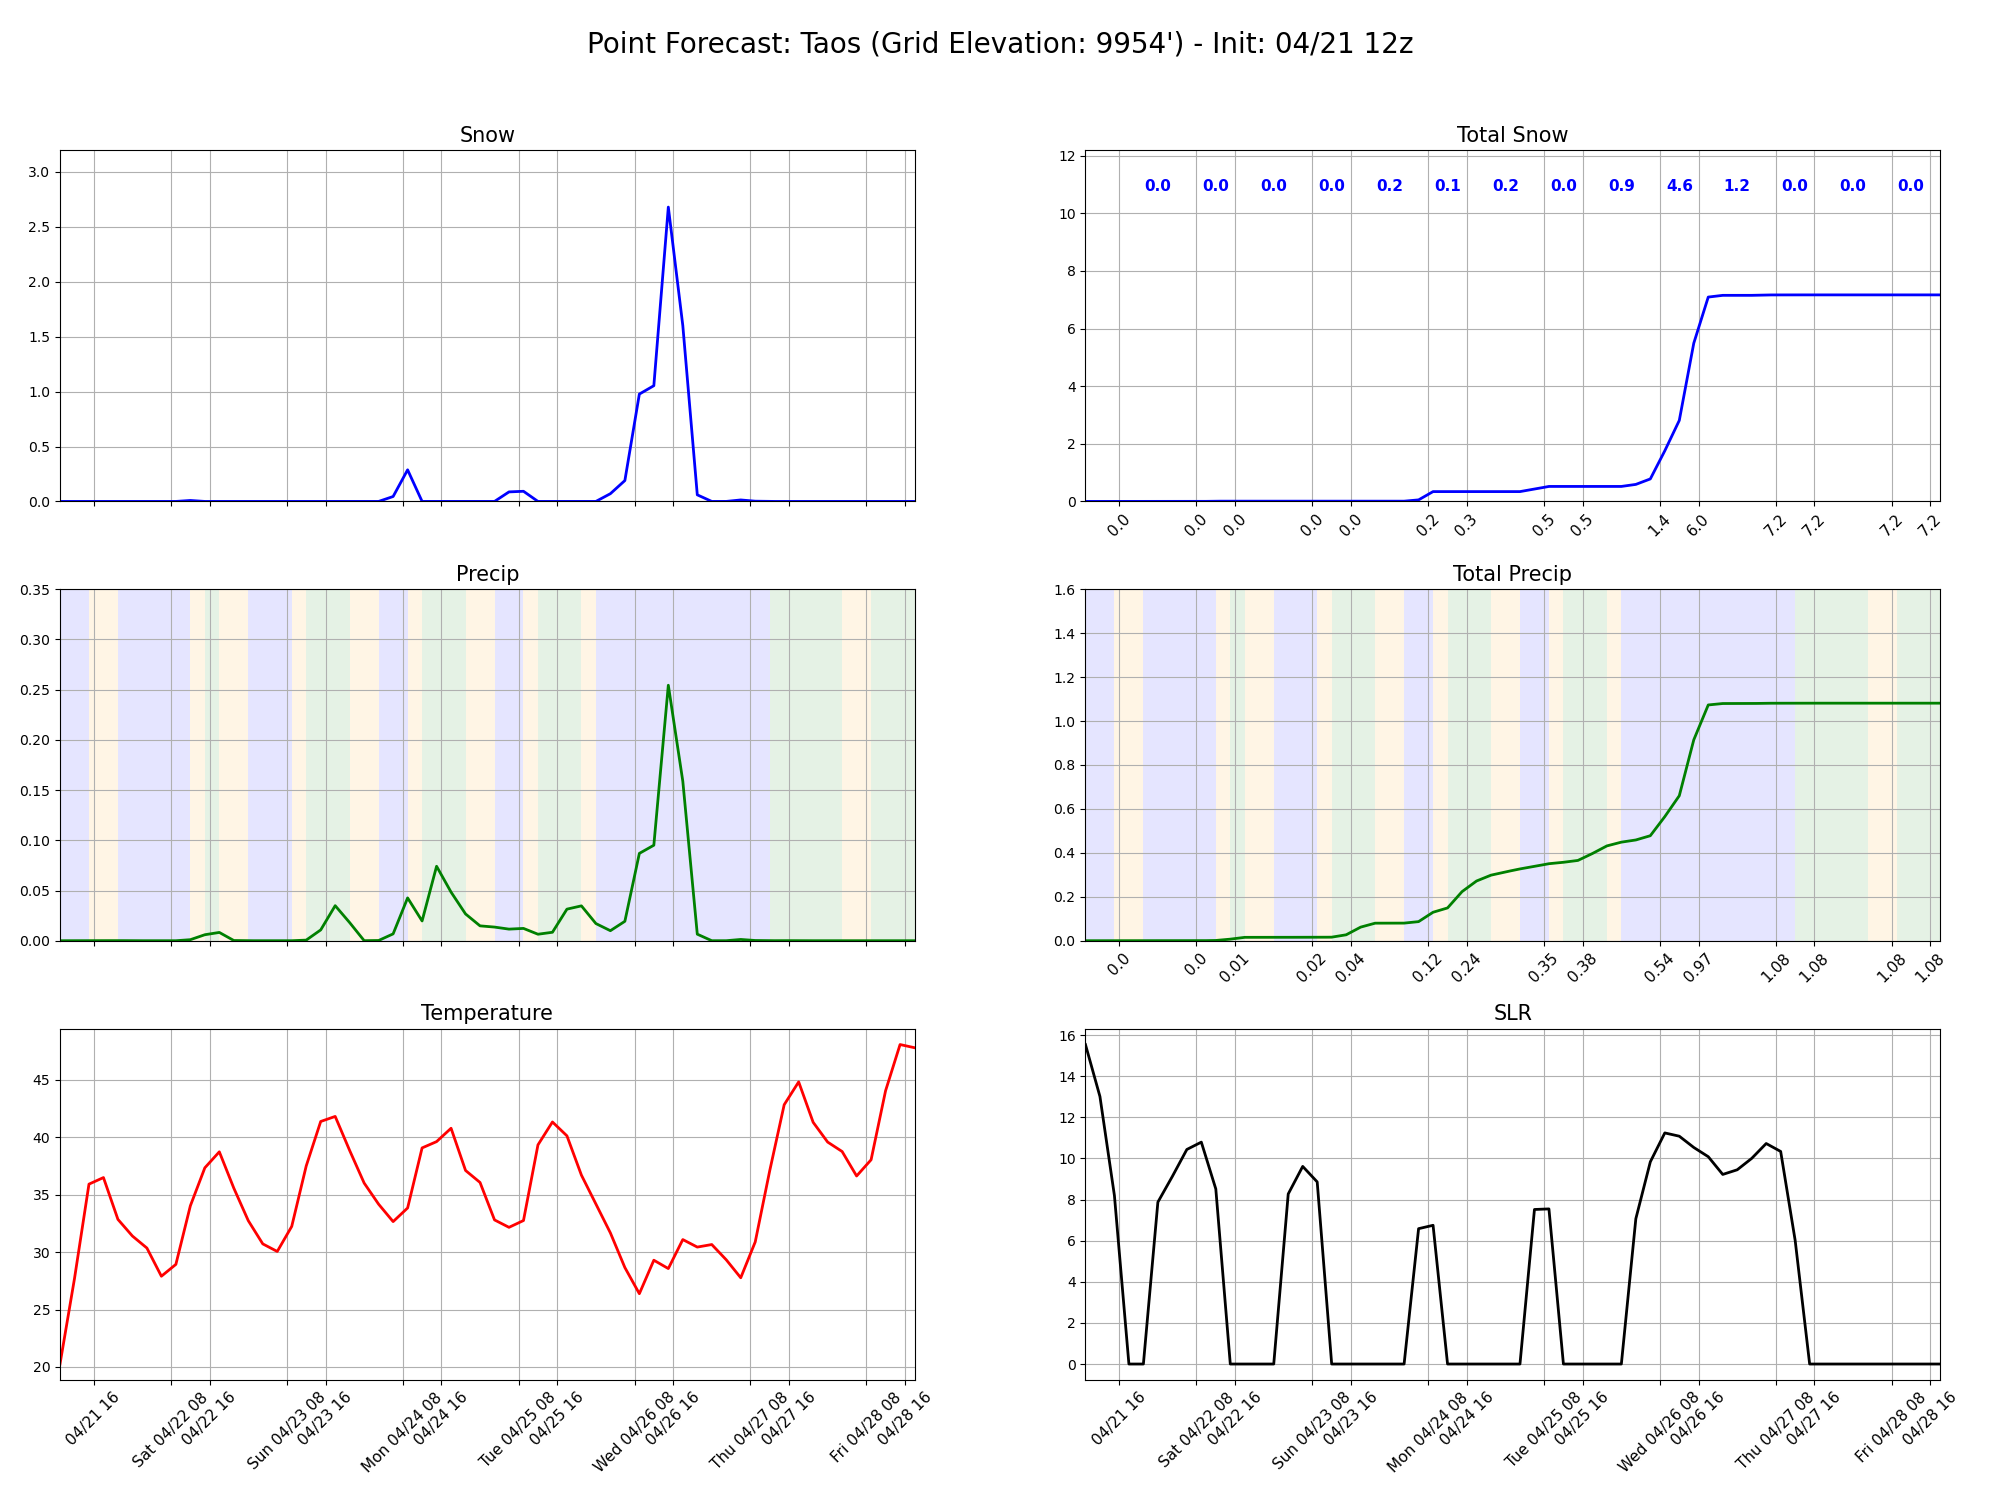 Point Forecast: Taos (Grid Elevation: 9954') - Init: 04/21 12z
Snow
3.0
2.5
2.0
1.5
1.0
0.5
0.0
Total Snow
12
10
8
6
4
2
0
0.0 0.0 0.0 0.0 0.2 0.1 0.2 0.0 0.9 4.6 1.2 0.0 0.0 0.0
0.0 0.0 0.0 0.0 0.0 0.2 0.3 0.5 0.5 1.4 6.0 7.2 7.2 7.2 7.2
Precip
0.35
0.30
0.25
0.20
0.15
0.10
0.05
0.00
Total Precip
1.6
1.4
1.2
1.0
0.8
0.6
0.4
0.2
0.0
0.0 0.0 0.01 0.02 0.04 0.12 0.24 0.35 0.38 0.54 0.97 1.08 1.08 1.08 1.08
Temperature
45
40
35
30
25
20
04/21 16
Sat 04/22 08
04/22 16
Sun 04/23 08
04/23 16
Mon 04/24 08
04/24 16
Tue 04/25 08
04/25 16
Wed 04/26 08
04/26 16
Thu 04/27 08
04/27 16
Fri 04/28 08
04/28 16
SLR
16
14
12
10
8
6
4
2
0
04/21 16
Sat 04/22 08
04/22 16
Sun 04/23 08
04/23 16
Mon 04/24 08
04/24 16
Tue 04/25 08
04/25 16
Wed 04/26 08
04/26 16
Thu 04/27 08
04/27 16
Fri 04/28 08
04/28 16